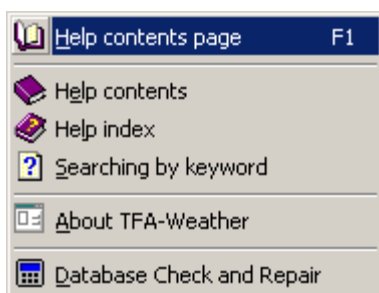 Help contents page F1
Help contents
Help index
Searching by keyword
About TFA-Weather
Database Check and Repair